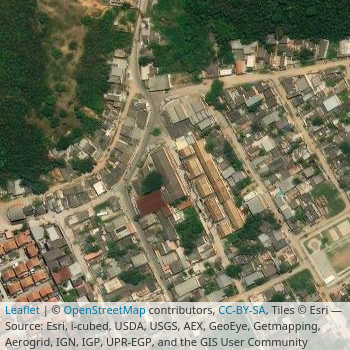 Leaflet | © OpenStreetMap contributors, CC-BY-SA, Tiles © Esri —
Source: Esri, i-cubed, USDA, USGS, AEX, GeoEye, Getmapping,
Aerogrid, IGN, IGP, UPR-EGP, and the GIS User Community